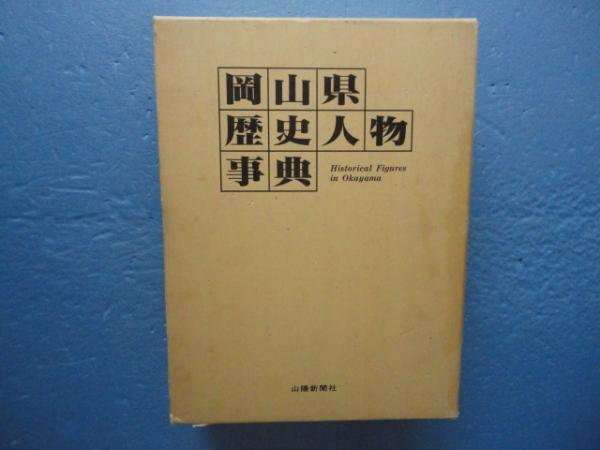 岡山県
歴史人物
事典
Historical Figures
in Okayama
山陽新聞社